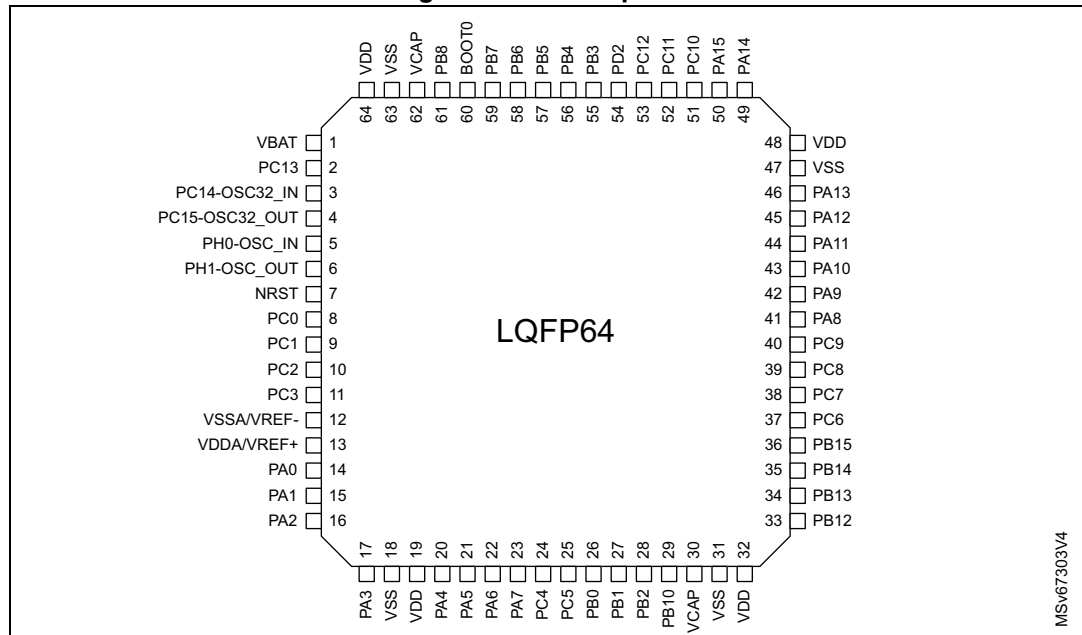 VDD
VSS
VCAP
PB8
BOOT0
PB7
PB6
PB5
PB4
PB3
PD2
PC12
PC11
PC10
PA15
PA14
64
63
62
61
60
59
58
57
56
55
54
53
52
51
50
49
VBAT 1
PC13 2
PC14-OSC32_IN 3
PC15-OSC32_OUT 4
PH0-OSC_IN 5
PH1-OSC_OUT 6
NRST 7
PC0 8
PC1 9
PC2 10
PC3 11
VSSA/VREF- 12
VDDA/VREF+ 13
PA0 14
PA1 15
PA2 16
LQFP64
48 VDD
47 VSS
46 PA13
45 PA12
44 PA11
43 PA10
42 PA9
41 PA8
40 PC9
39 PC8
38 PC7
37 PC6
36 PB15
35 PB14
34 PB13
33 PB12
17
18
19
20
21
22
23
24
25
26
27
28
29
30
31
32
PA3
VSS
VDD
PA4
PA5
PA6
PA7
PC4
PC5
PB0
PB1
PB2
PB10
VCAP
VSS
VDD
MSv67303V4